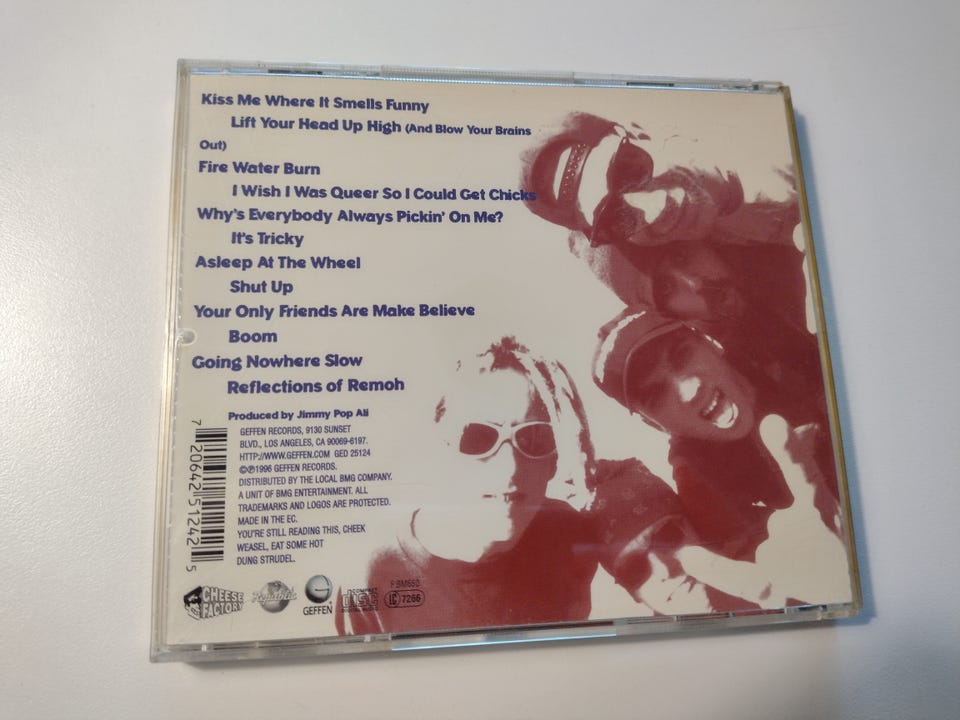 Kiss Me Where It Smells Funny
Lift Your Head Up High (And Blow Your Brains
Out)
Fire Water Burn
I Wish I Was Queer So I Could Get Chicks
Why's Everybody Always Pickin' On Me?
It's Tricky
Asleep At The Wheel
Shut Up
Your Only Friends Are Make Believe
Boom
Going Nowhere Slow
Reflections of Remoh
Produced by Jimmy Pop Ali
GEFFEN RECORDS, 9130 SUNSET
BLVD., LOS ANGELES, CA 90069-6197.
HTTP://WWW.GEFFEN.COM GED 25124
©℗1996 GEFFEN RECORDS.
DISTRIBUTED BY THE LOCAL BMG COMPANY.
A UNIT OF BMG ENTERTAINMENT. ALL
TRADEMARKS AND LOGOS ARE PROTECTED.
MADE IN THE EC.
YOU'RE STILL READING THIS, CHEEK
WEASEL, EAT SOME HOT
DUNG STRUDEL.
7 20642 51242 5
CHEESE
FACTORY
Republic
G
GEFFEN
COMPACT
disc
DIGITAL AUDIO
LC 7266